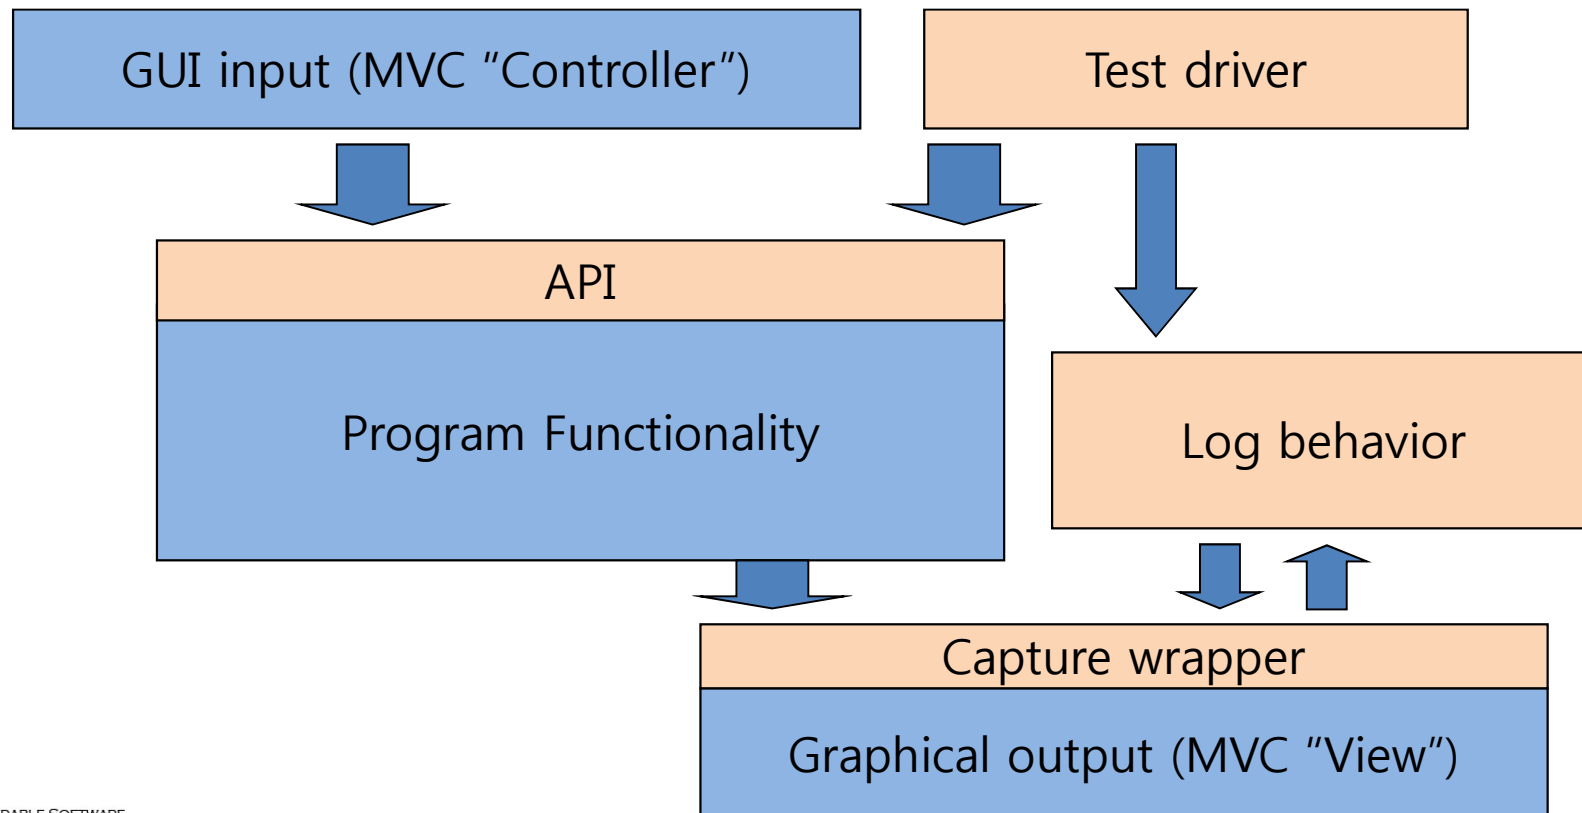 GUI input (MVC “Controller”)
Test driver
API
Program Functionality
Log behavior
Capture wrapper
Graphical output (MVC “View”)